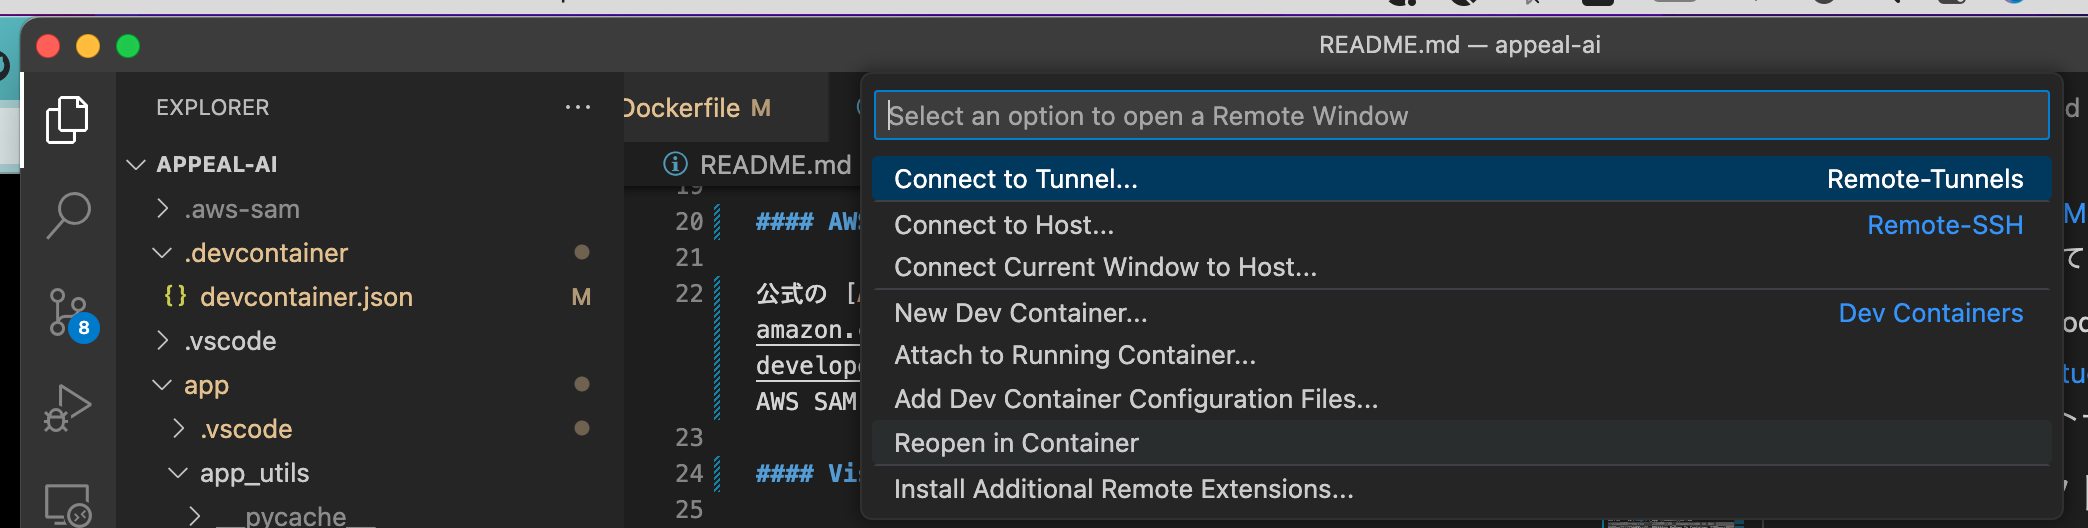 README.md — appeal-ai
EXPLORER
APPEAL-AI
.aws-sam
.devcontainer
{} devcontainer.json M
.vscode
app
.vscode
app_utils
__pycache__
8
Dockerfile M
README.md
19
20 #### AW
21
22 公式の [
amazon.
develop
AWS SAM
23
24 #### Vi
25
Select an option to open a Remote Window
Connect to Tunnel... Remote-Tunnels
Connect to Host... Remote-SSH
Connect Current Window to Host...
New Dev Container... Dev Containers
Attach to Running Container...
Add Dev Container Configuration Files...
Reopen in Container
Install Additional Remote Extensions...